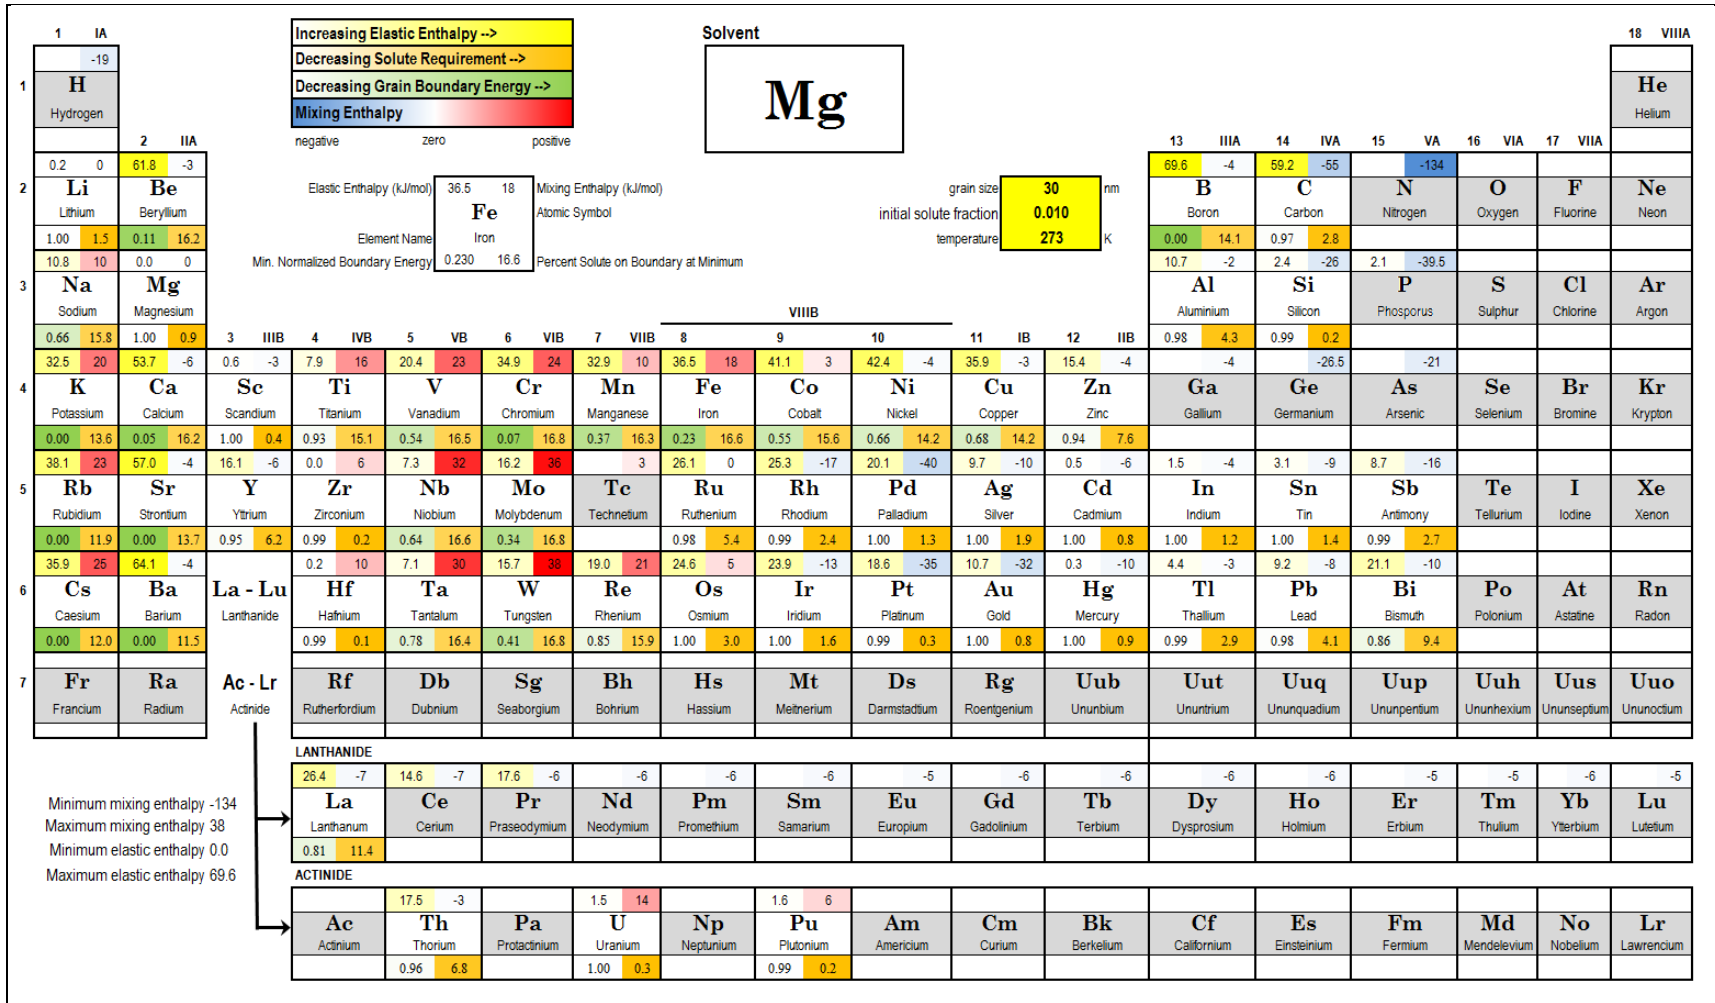 1 IA
Increasing Elastic Enthalpy -->
Solvent
18 VIIIA
-19
Decreasing Solute Requirement -->
1 H He
Decreasing Grain Boundary Energy -->
Mg
Hydrogen Helium
Mixing Enthalpy
2 IIA
negative zero positive
13 IIIA 14 IVA 15 VA 16 VIA 17 VIIA
0.2 0 61.8 -3 69.6 -4 59.2 -55 -134
2 Li Be B C N O F Ne
Lithium Beryllium Boron Carbon Nitrogen Oxygen Fluorine Neon
1.00 1.5 0.11 16.2 0.00 14.1 0.97 2.8
Elastic Enthalpy (kJ/mol) 36.5 18 Mixing Enthalpy (kJ/mol)
Fe Atomic Symbol
Element Name Iron
Min. Normalized Boundary Energy 0.230 16.6 Percent Solute on Boundary at Minimum
grain size 30 nm
initial solute fraction 0.010
temperature 273 K
10.8 10 0.0 0 10.7 -2 2.4 -26 2.1 -39.5
3 Na Mg Al Si P S Cl Ar
Sodium Magnesium Aluminium Silicon Phosporus Sulphur Chlorine Argon
0.66 15.8 1.00 0.9 0.98 4.3 0.99 0.2
VIIIB
3 IIIB 4 IVB 5 VB 6 VIB 7 VIIB 8 9 10 11 IB 12 IIB
32.5 20 53.7 -6 0.6 -3 7.9 16 20.4 23 34.9 24 32.9 10 36.5 18 41.1 3 42.4 -4 35.9 -3 15.4 -4 -4 -26.5 -21
4 K Ca Sc Ti V Cr Mn Fe Co Ni Cu Zn Ga Ge As Se Br Kr
Potassium Calcium Scandium Titanium Vanadium Chromium Manganese Iron Cobalt Nickel Copper Zinc Gallium Germanium Arsenic Selenium Bromine Krypton
0.00 13.6 0.05 16.2 1.00 0.4 0.93 15.1 0.54 16.5 0.07 16.8 0.37 16.3 0.23 16.6 0.55 15.6 0.66 14.2 0.68 14.2 0.94 7.6
38.1 23 57.0 -4 16.1 -6 0.0 6 7.3 32 16.2 36 3 26.1 0 25.3 -17 20.1 -40 9.7 -10 0.5 -6 1.5 -4 3.1 -9 8.7 -16
5 Rb Sr Y Zr Nb Mo Tc Ru Rh Pd Ag Cd In Sn Sb Te I Xe
Rubidium Strontium Yttrium Zirconium Niobium Molybdenum Technetium Ruthenium Rhodium Palladium Silver Cadmium Indium Tin Antimony Tellurium Iodine Xenon
0.00 11.9 0.00 13.7 0.95 6.2 0.99 0.2 0.64 16.6 0.34 16.8 0.98 5.4 0.99 2.4 1.00 1.3 1.00 1.9 1.00 0.8 1.00 1.2 1.00 1.4 0.99 2.7
35.9 25 64.1 -4 0.2 10 7.1 30 15.7 38 19.0 21 24.6 5 23.9 -13 18.6 -35 10.7 -32 0.3 -10 4.4 -3 9.2 -8 21.1 -10
6 Cs Ba La - Lu Hf Ta W Re Os Ir Pt Au Hg Tl Pb Bi Po At Rn
Caesium Barium Lanthanide Hafnium Tantalum Tungsten Rhenium Osmium Iridium Platinum Gold Mercury Thallium Lead Bismuth Polonium Astatine Radon
0.00 12.0 0.00 11.5 0.99 0.1 0.78 16.4 0.41 16.8 0.85 15.9 1.00 3.0 1.00 1.6 0.99 0.3 1.00 0.8 1.00 0.9 0.99 2.9 0.98 4.1 0.86 9.4
7 Fr Ra Ac - Lr Rf Db Sg Bh Hs Mt Ds Rg Uub Uut Uuq Uup Uuh Uus Uuo
Francium Radium Actinide Rutherfordium Dubnium Seaborgium Bohrium Hassium Meitnerium Darmstadtium Roentgenium Ununbium Ununtrium Ununquadium Ununpentium Ununhexium Ununseptium Ununoctium
LANTHANIDE
26.4 -7 14.6 -7 17.6 -6 -6 -6 -6 -5 -6 -6 -6 -6 -5 -5 -6 -5
La Ce Pr Nd Pm Sm Eu Gd Tb Dy Ho Er Tm Yb Lu
Lanthanum Cerium Praseodymium Neodymium Promethium Samarium Europium Gadolinium Terbium Dysprosium Holmium Erbium Thulium Ytterbium Lutetium
0.81 11.4
Minimum mixing enthalpy -134
Maximum mixing enthalpy 38
Minimum elastic enthalpy 0.0
Maximum elastic enthalpy 69.6
ACTINIDE
17.5 -3 1.5 14 1.6 6
Ac Th Pa U Np Pu Am Cm Bk Cf Es Fm Md No Lr
Actinium Thorium Protactinium Uranium Neptunium Plutonium Americium Curium Berkelium Californium Einsteinium Fermium Mendelevium Nobelium Lawrencium
0.96 6.8 1.00 0.3 0.99 0.2